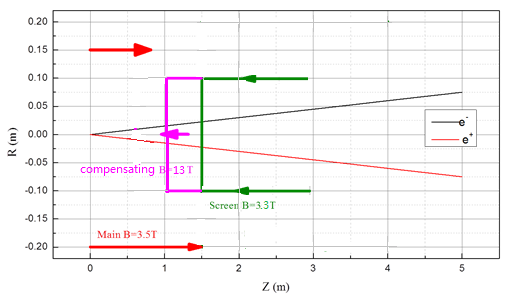 0.20
0.15
0.10
0.05
0.00
-0.05
-0.10
-0.15
-0.20
R (m)
e-
e+
compensating B=13 T
Screen B=3.3T
Main B=3.5T
0
1
2
3
4
5
Z (m)